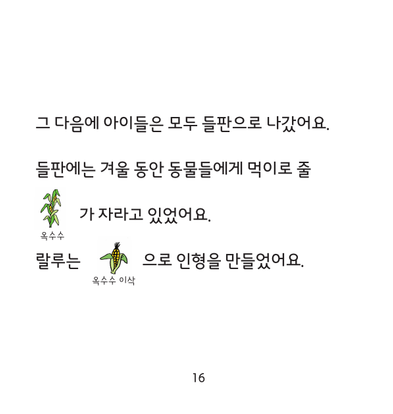 그 다음에 아이들은 모두 들판으로 나갔어요.
들판에는 겨울 동안 동물들에게 먹이로 줄
가 자라고 있었어요.
옥수수
랄루는 으로 인형을 만들었어요.
옥수수 이삭
16